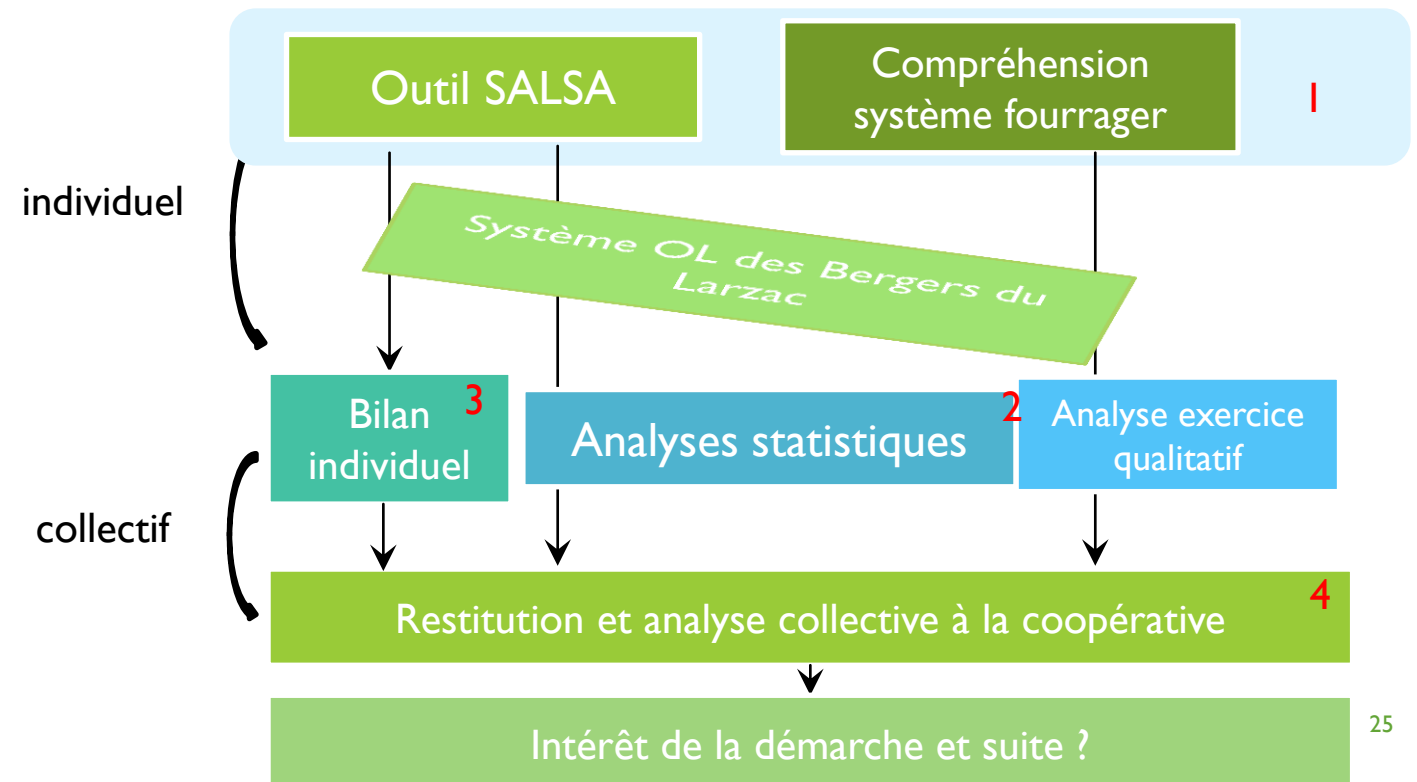 Outil SALSA
Compréhension
système fourrager
1
individuel
Système OL des Bergers du
Larzac
Bilan
individuel
3
Analyses statistiques
2
Analyse exercice
qualitatif
collectif
Restitution et analyse collective à la coopérative
4
Intérêt de la démarche et suite ?
25